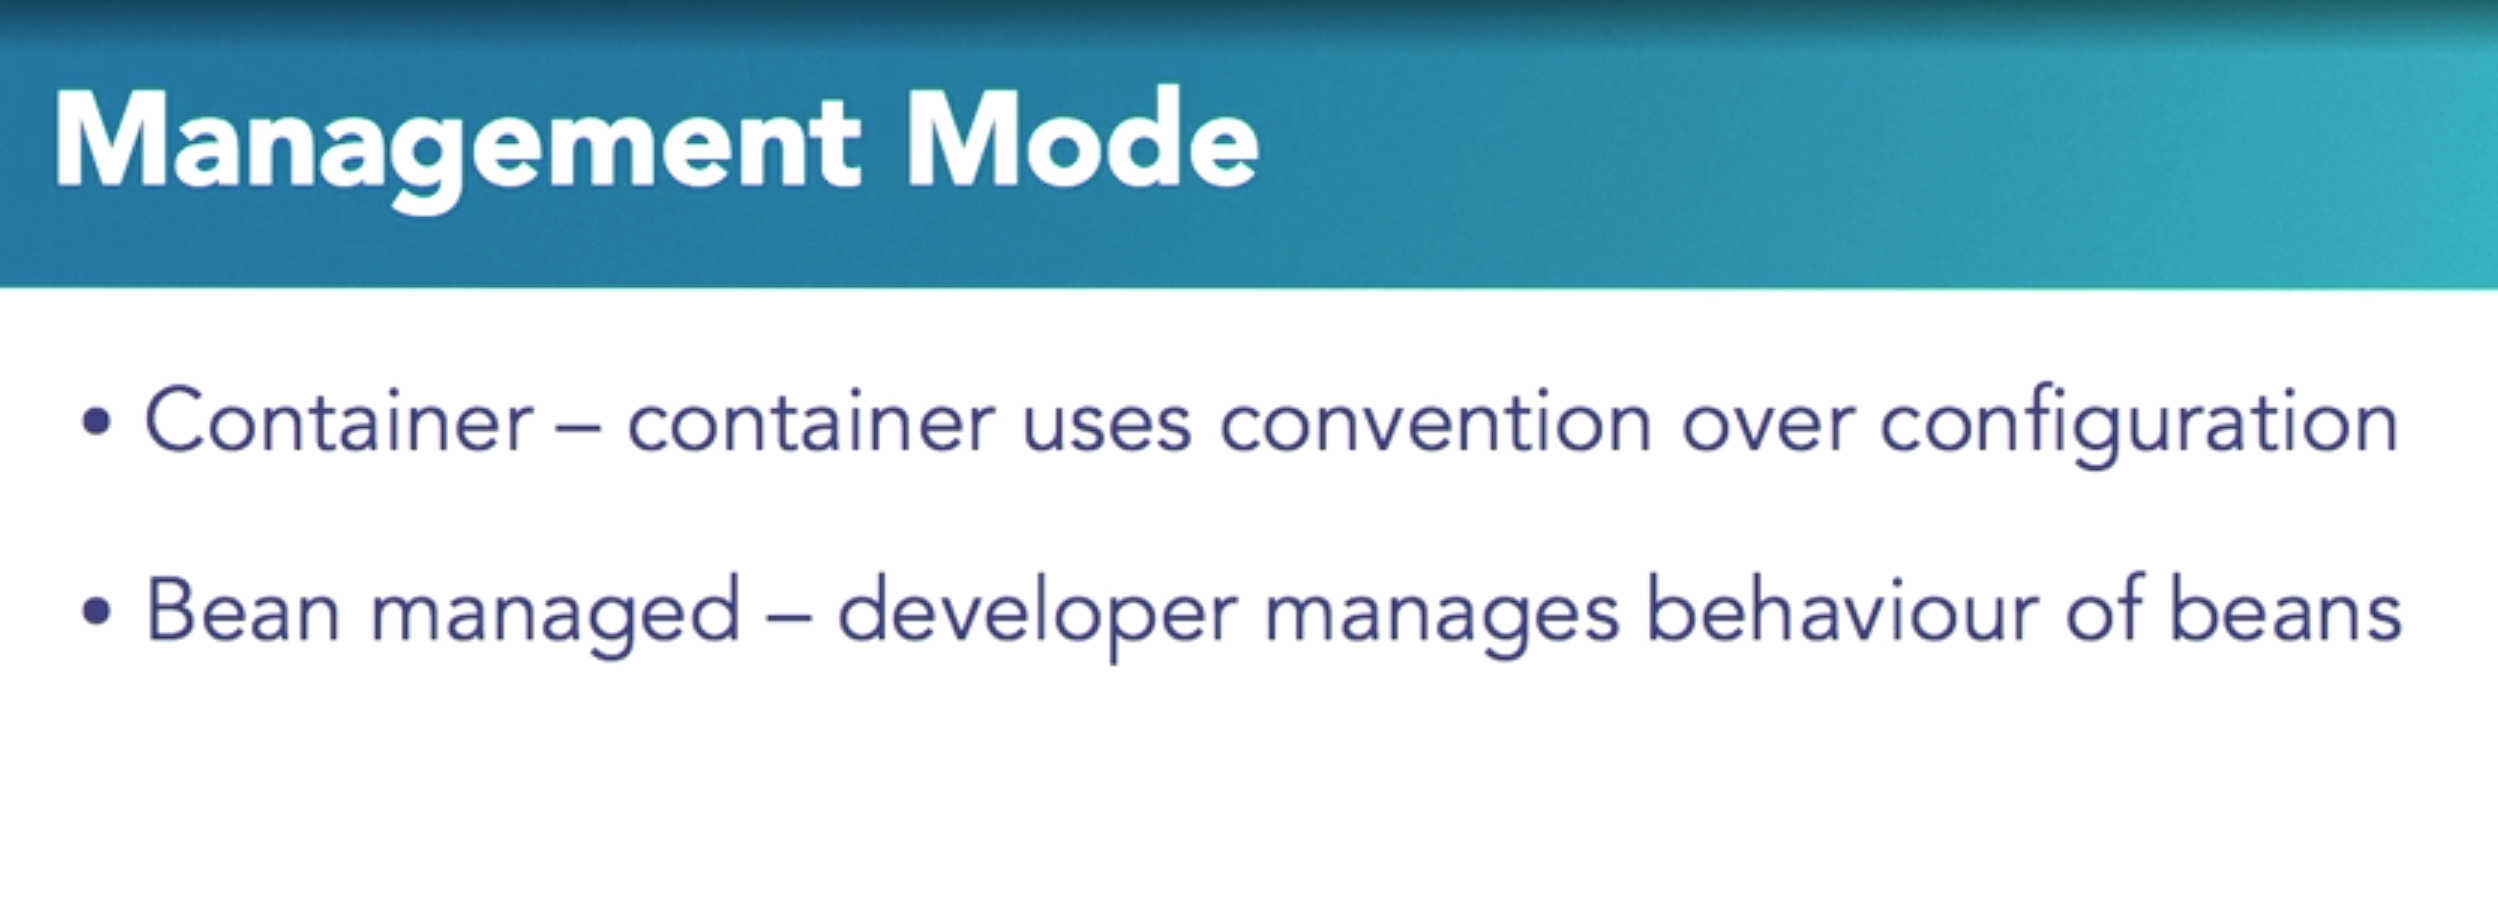 Management Mode
• Container – container uses convention over configuration
• Bean managed – developer manages behaviour of beans